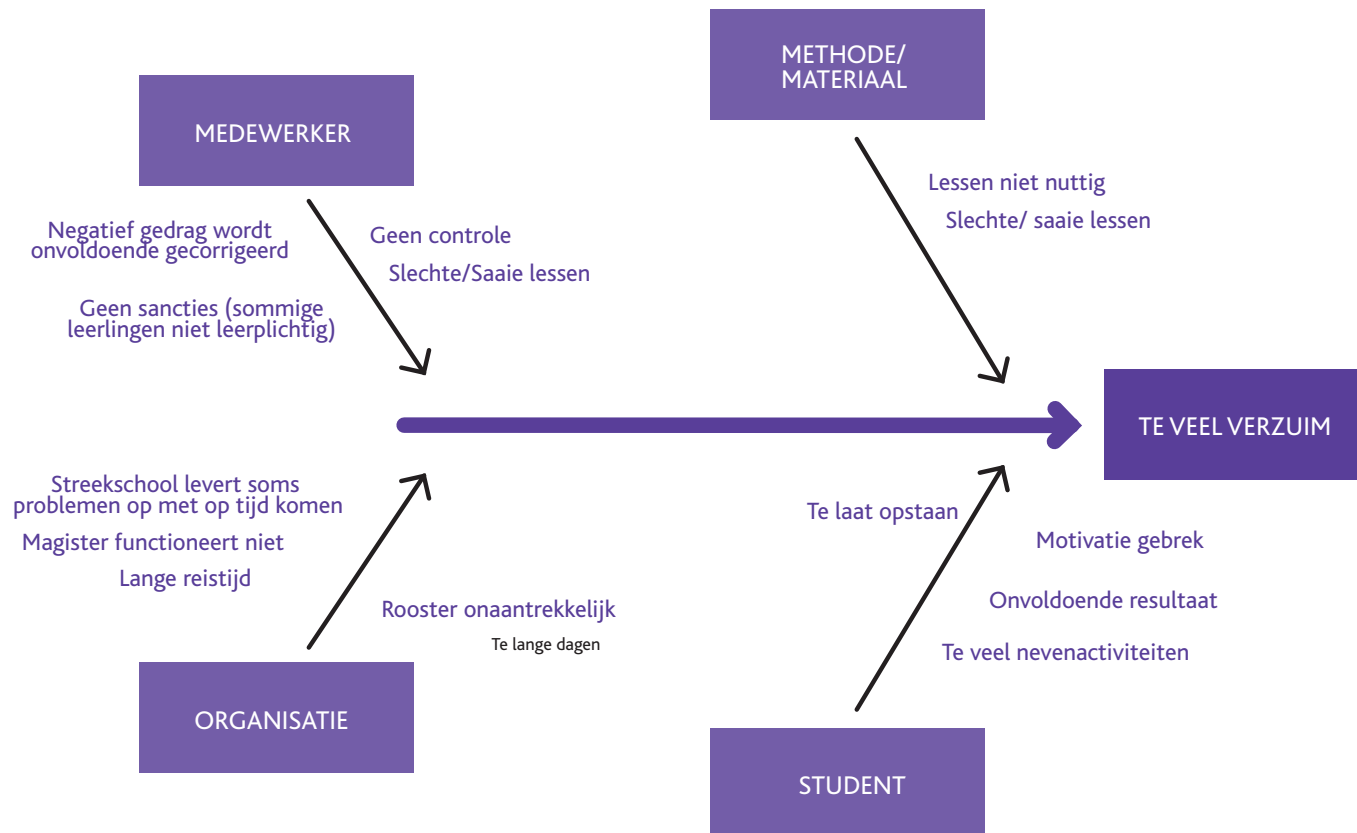 METHODE/
MATERIAAL
MEDEWERKER
Lessen niet nuttig
Slechte/ saaie lessen
Negatief gedrag wordt
onvoldoende gecorrigeerd
Geen controle
Slechte/Saaie lessen
Geen sancties (sommige
leerlingen niet leerplichtig)
TE VEEL VERZUIM
Streekschool levert soms
problemen op met op tijd komen
Magister functioneert niet
Lange reistijd
Rooster onaantrekkelijk
Te lange dagen
ORGANISATIE
Te laat opstaan
Motivatie gebrek
Onvoldoende resultaat
Te veel nevenactiviteiten
STUDENT